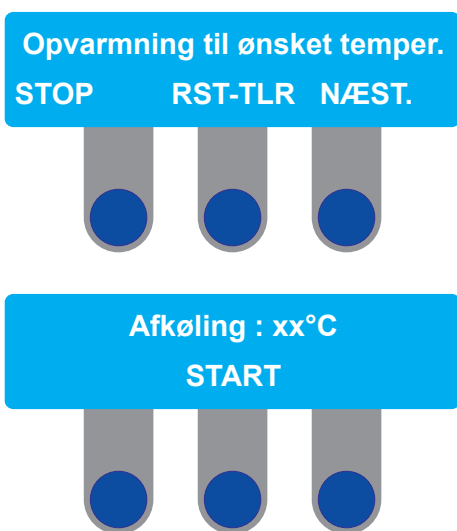 Opvarmning til ønsket temper.
STOP RST-TLR NÆST.
Afkøling : xx°C
START